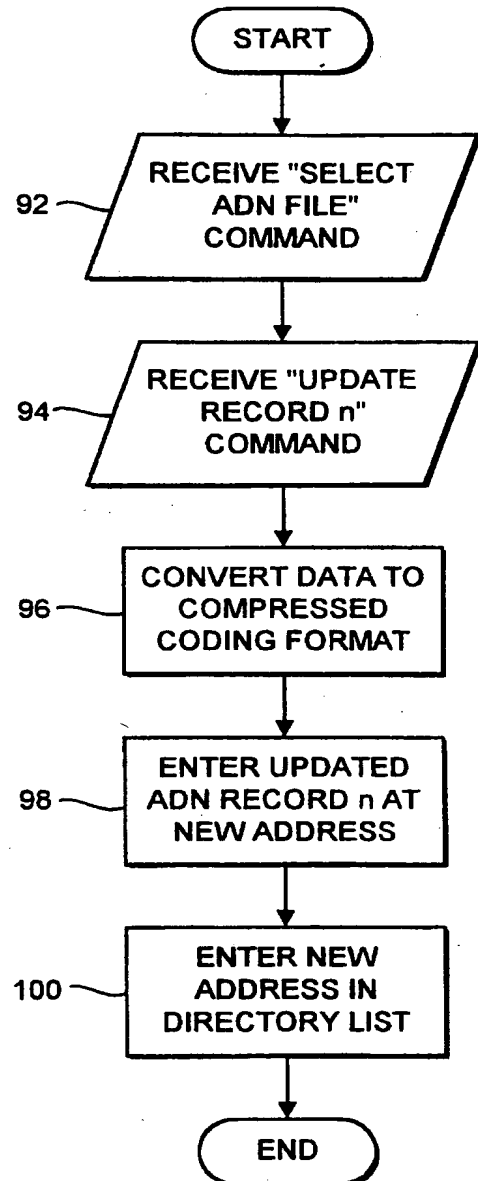 START
92
RECEIVE "SELECT
ADN FILE"
COMMAND
94
RECEIVE "UPDATE
RECORD n"
COMMAND
96
CONVERT DATA TO
COMPRESSED
CODING FORMAT
98
ENTER UPDATED
ADN RECORD n AT
NEW ADDRESS
100
ENTER NEW
ADDRESS IN
DIRECTORY LIST
END